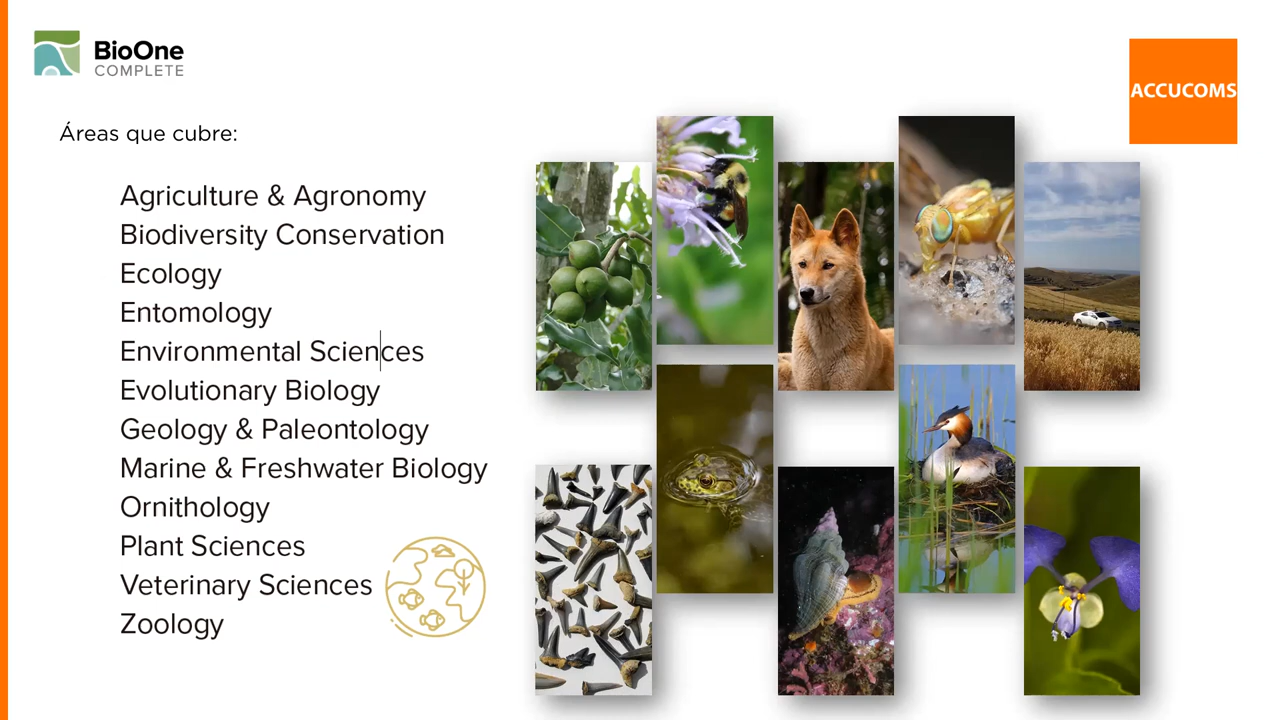 BioOne
COMPLETE
ACCUCOMS
Áreas que cubre:
Agriculture & Agronomy
Biodiversity Conservation
Ecology
Entomology
Environmental Sciences
Evolutionary Biology
Geology & Paleontology
Marine & Freshwater Biology
Ornithology
Plant Sciences
Veterinary Sciences
Zoology